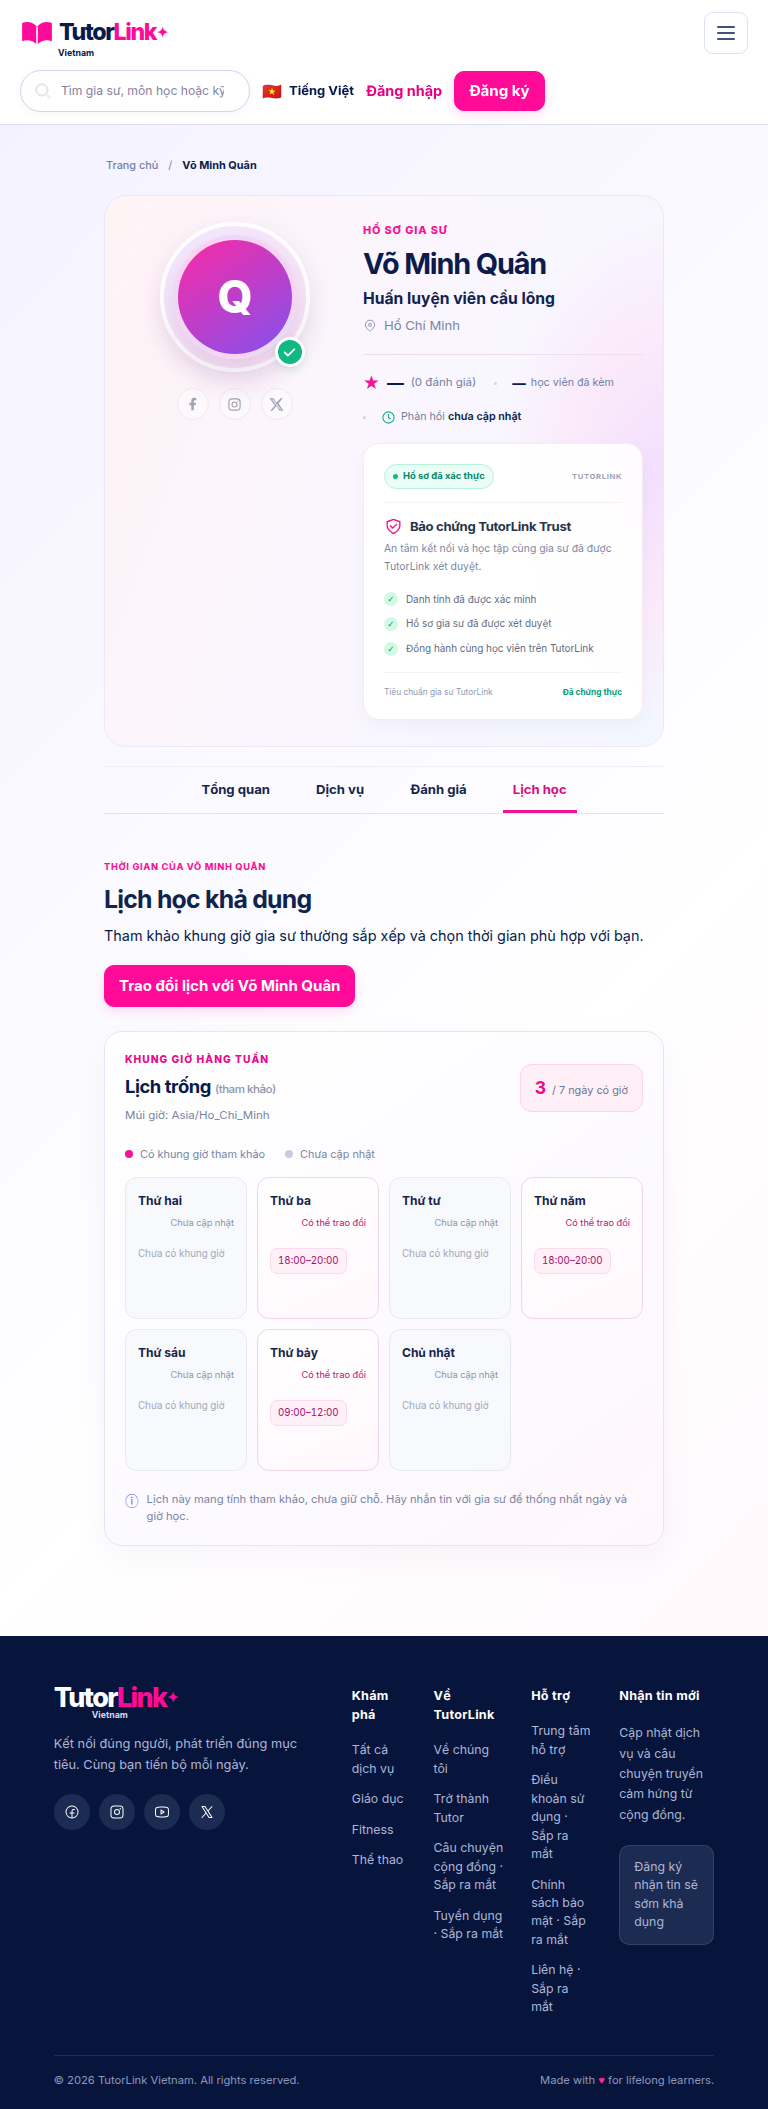 TutorLink
Vietnam
Tìm gia sư, môn học hoặc kỹ
Tiếng Việt
Đăng nhập
Đăng ký
Trang chủ / Võ Minh Quân
Q
HỒ SƠ GIA SƯ
Võ Minh Quân
Huấn luyện viên cầu lông
Hồ Chí Minh
★ — (0 đánh giá) • — học viên đã kèm
• Phản hồi chưa cập nhật
Hồ sơ đã xác thực
TUTORLINK
Bảo chứng TutorLink Trust
An tâm kết nối và học tập cùng gia sư đã được
TutorLink xét duyệt.
✓ Danh tính đã được xác minh
✓ Hồ sơ gia sư đã được xét duyệt
✓ Đồng hành cùng học viên trên TutorLink
Tiêu chuẩn gia sư TutorLink
Đã chứng thực
Tổng quan
Dịch vụ
Đánh giá
Lịch học
THỜI GIAN CỦA VÕ MINH QUÂN
Lịch học khả dụng
Tham khảo khung giờ gia sư thường sắp xếp và chọn thời gian phù hợp với bạn.
Trao đổi lịch với Võ Minh Quân
KHUNG GIỜ HÀNG TUẦN
Lịch trống (tham khảo)
Múi giờ: Asia/Ho_Chi_Minh
3 / 7 ngày có giờ
Có khung giờ tham khảo
Chưa cập nhật
Thứ hai
Chưa cập nhật
Chưa có khung giờ
Thứ ba
Có thể trao đổi
18:00–20:00
Thứ tư
Chưa cập nhật
Chưa có khung giờ
Thứ năm
Có thể trao đổi
18:00–20:00
Thứ sáu
Chưa cập nhật
Chưa có khung giờ
Thứ bảy
Có thể trao đổi
09:00–12:00
Chủ nhật
Chưa cập nhật
Chưa có khung giờ
Lịch này mang tính tham khảo, chưa giữ chỗ. Hãy nhắn tin với gia sư để thống nhất ngày và
giờ học.
TutorLink
Vietnam
Kết nối đúng người, phát triển đúng mục
tiêu. Cùng bạn tiến bộ mỗi ngày.
Khám
phá
Tất cả
dịch vụ
Giáo dục
Fitness
Thể thao
Về
TutorLink
Về chúng
tôi
Trở thành
Tutor
Câu chuyện
cộng đồng ·
Sắp ra mắt
Tuyển dụng
· Sắp ra mắt
Hỗ trợ
Trung tâm
hỗ trợ
Điều
khoản sử
dụng ·
Sắp ra
mắt
Chính
sách bảo
mật · Sắp
ra mắt
Liên hệ ·
Sắp ra
mắt
Nhận tin mới
Cập nhật dịch
vụ và câu
chuyện truyền
cảm hứng từ
cộng đồng.
Đăng ký
nhận tin sẽ
sớm khả
dụng
© 2026 TutorLink Vietnam. All rights reserved.
Made with ♥ for lifelong learners.